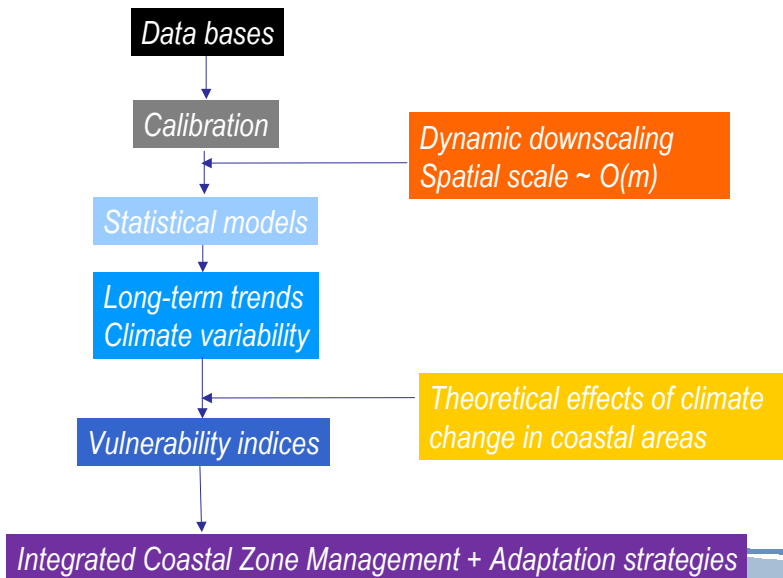 Data bases
Calibration
Dynamic downscaling
Spatial scale ~ O(m)
Statistical models
Long-term trends
Climate variability
Theoretical effects of climate
change in coastal areas
Vulnerability indices
Integrated Coastal Zone Management + Adaptation strategies